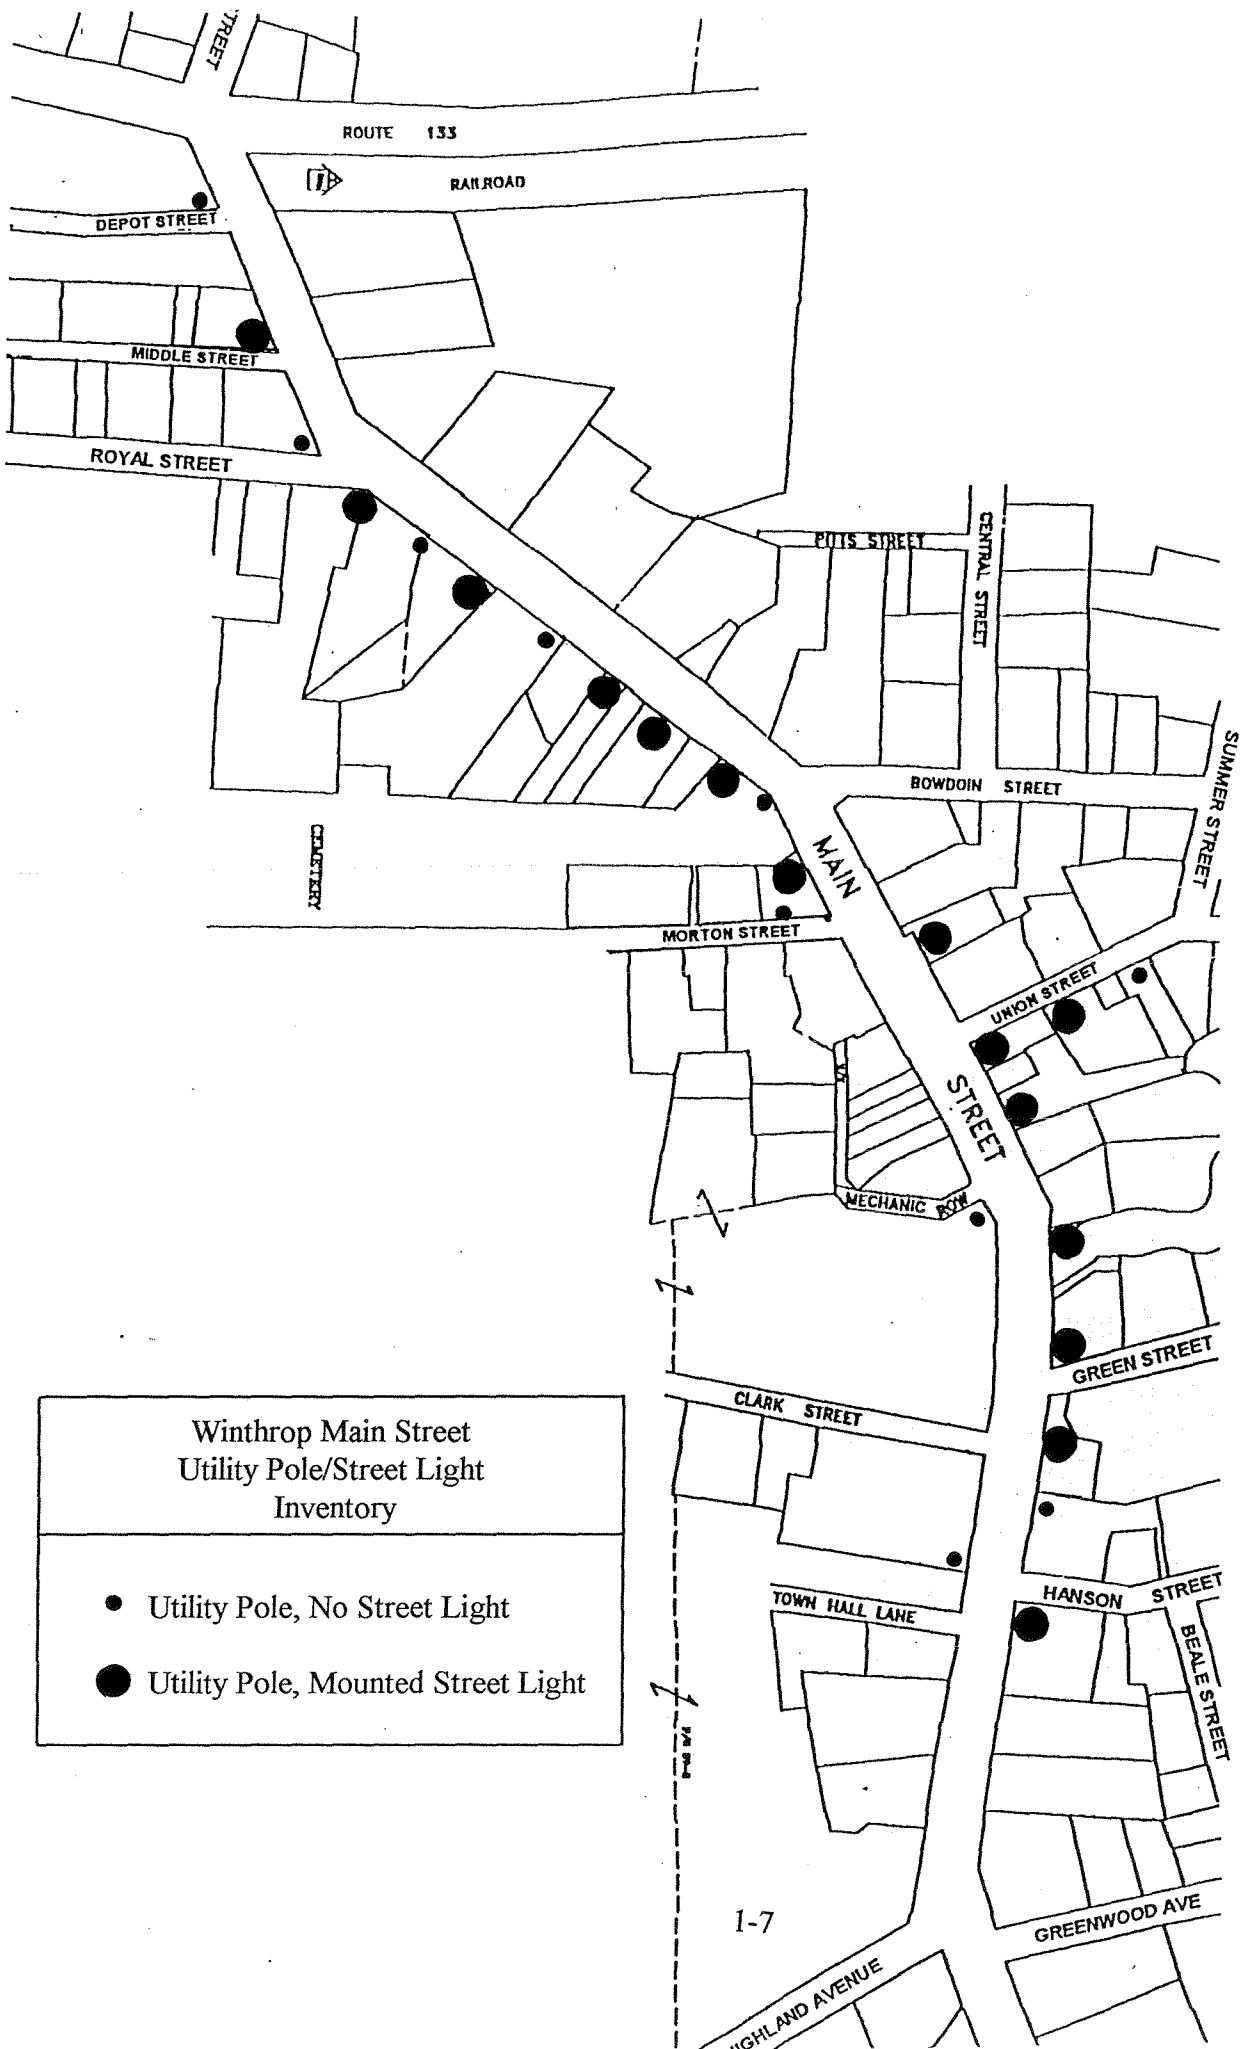 STREET
ROUTE 133
RAILROAD
DEPOT STREET
MIDDLE STREET
ROYAL STREET
PITTS STREET
CENTRAL STREET
SUMMER STREET
BOWDOIN STREET
CEMETERY
MAIN
MORTON STREET
UNION STREET
STREET
MECHANIC ROW
GREEN STREET
CLARK STREET
Winthrop Main Street
Utility Pole/Street Light
Inventory
Utility Pole, No Street Light
Utility Pole, Mounted Street Light
HANSON STREET
TOWN HALL LANE
BEALE STREET
1-7
GREENWOOD AVE
HIGHLAND AVENUE